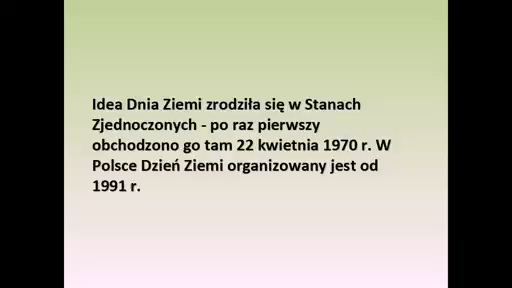 Idea Dnia Ziemi zrodziła się w Stanach
Zjednoczonych - po raz pierwszy
obchodzono go tam 22 kwietnia 1970 r. W
Polsce Dzień Ziemi organizowany jest od
1991 r.